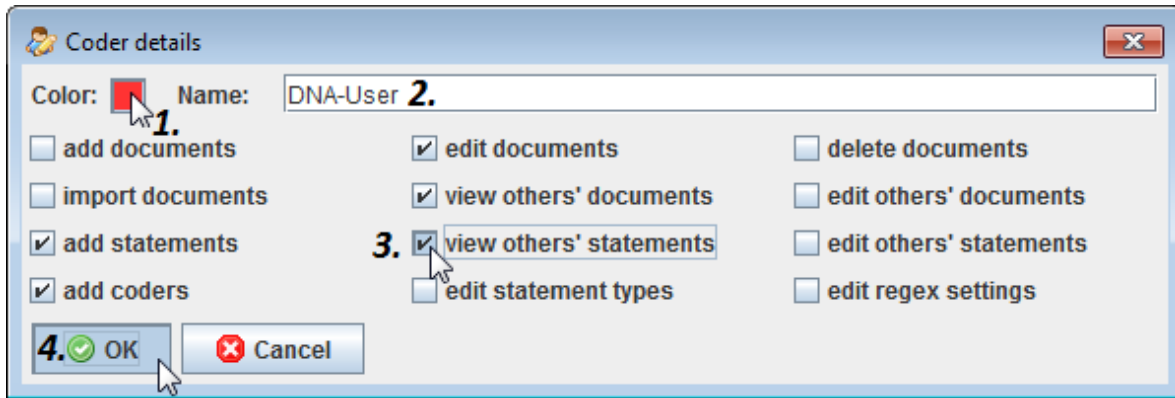 Coder details
Color: Name: DNA-User 2.
1.
add documents edit documents delete documents
import documents view others' documents edit others' documents
add statements 3. view others' statements edit others' statements
add coders edit statement types edit regex settings
4. OK Cancel